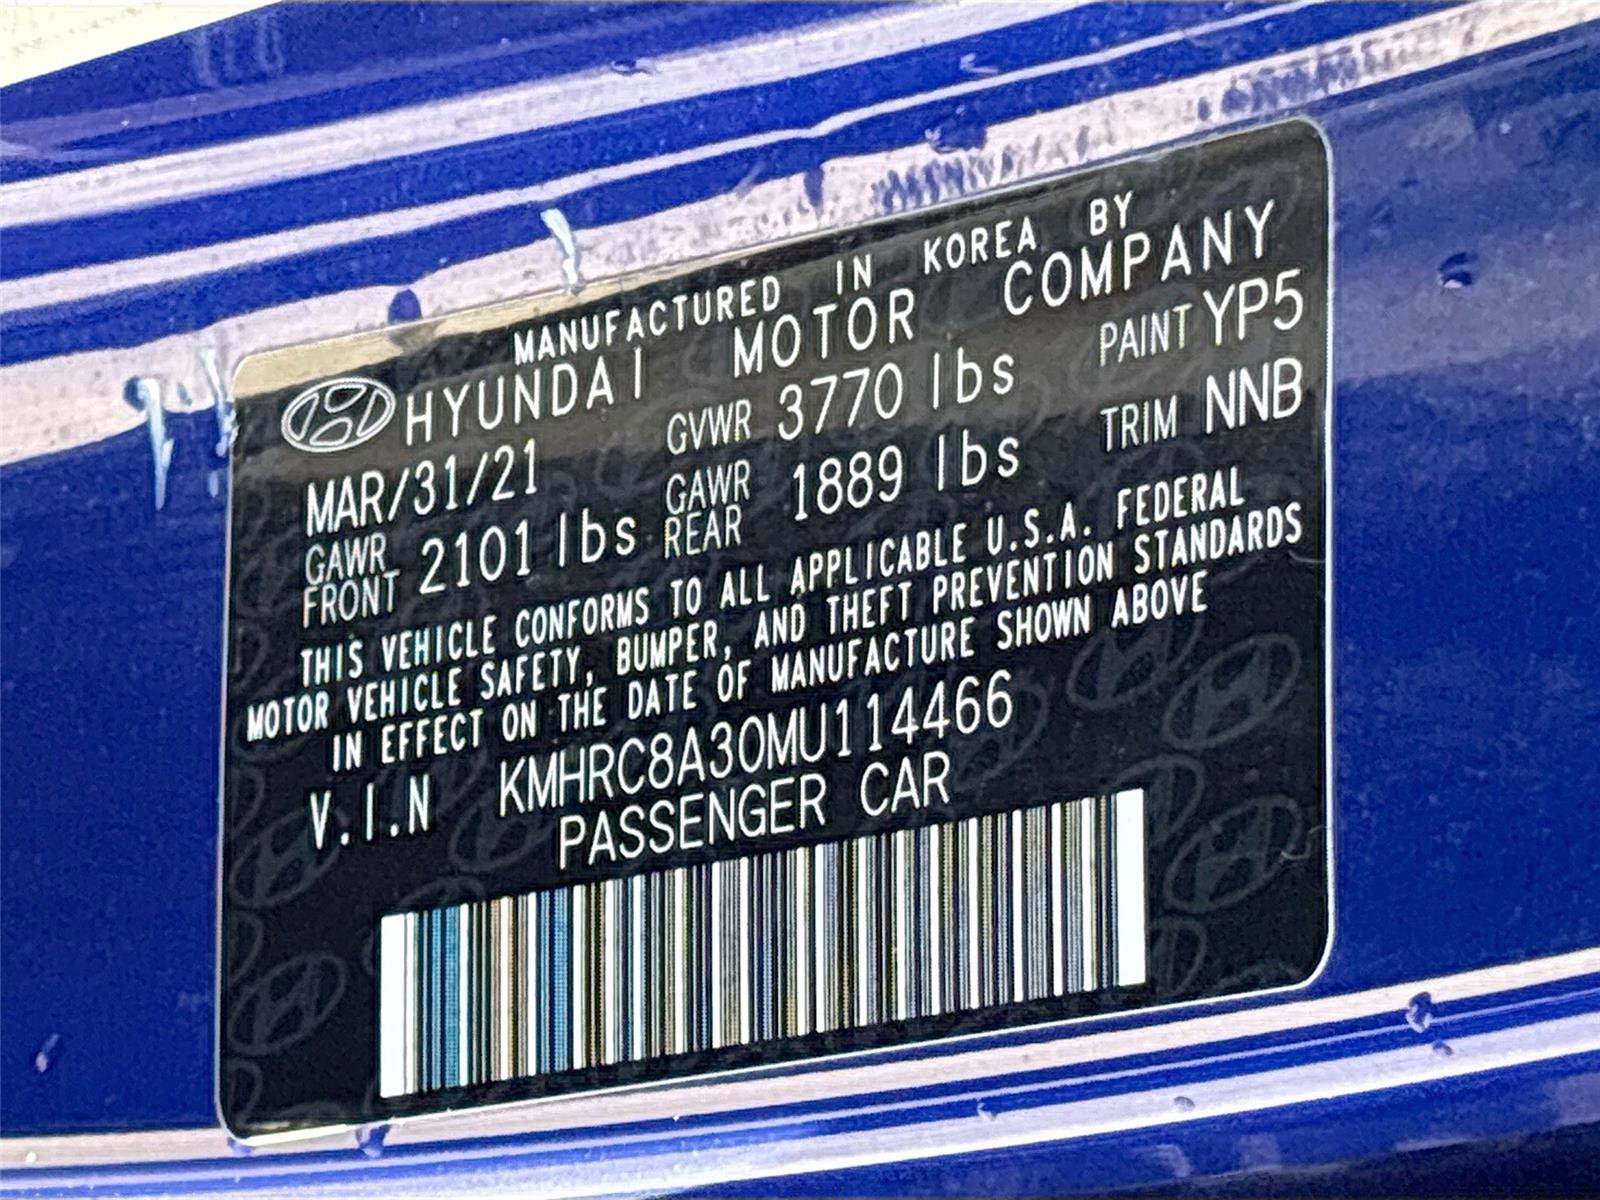 MANUFACTURED IN KOREA BY
HYUNDAI MOTOR COMPANY
MAR/31/21 GVWR 3770 lbs PAINT YP5
GAWR FRONT 2101 lbs GAWR REAR 1889 lbs TRIM NNB
THIS VEHICLE CONFORMS TO ALL APPLICABLE U.S.A. FEDERAL
MOTOR VEHICLE SAFETY, BUMPER, AND THEFT PREVENTION STANDARDS
IN EFFECT ON THE DATE OF MANUFACTURE SHOWN ABOVE
V.I.N KMHRC8A30MU114466
PASSENGER CAR